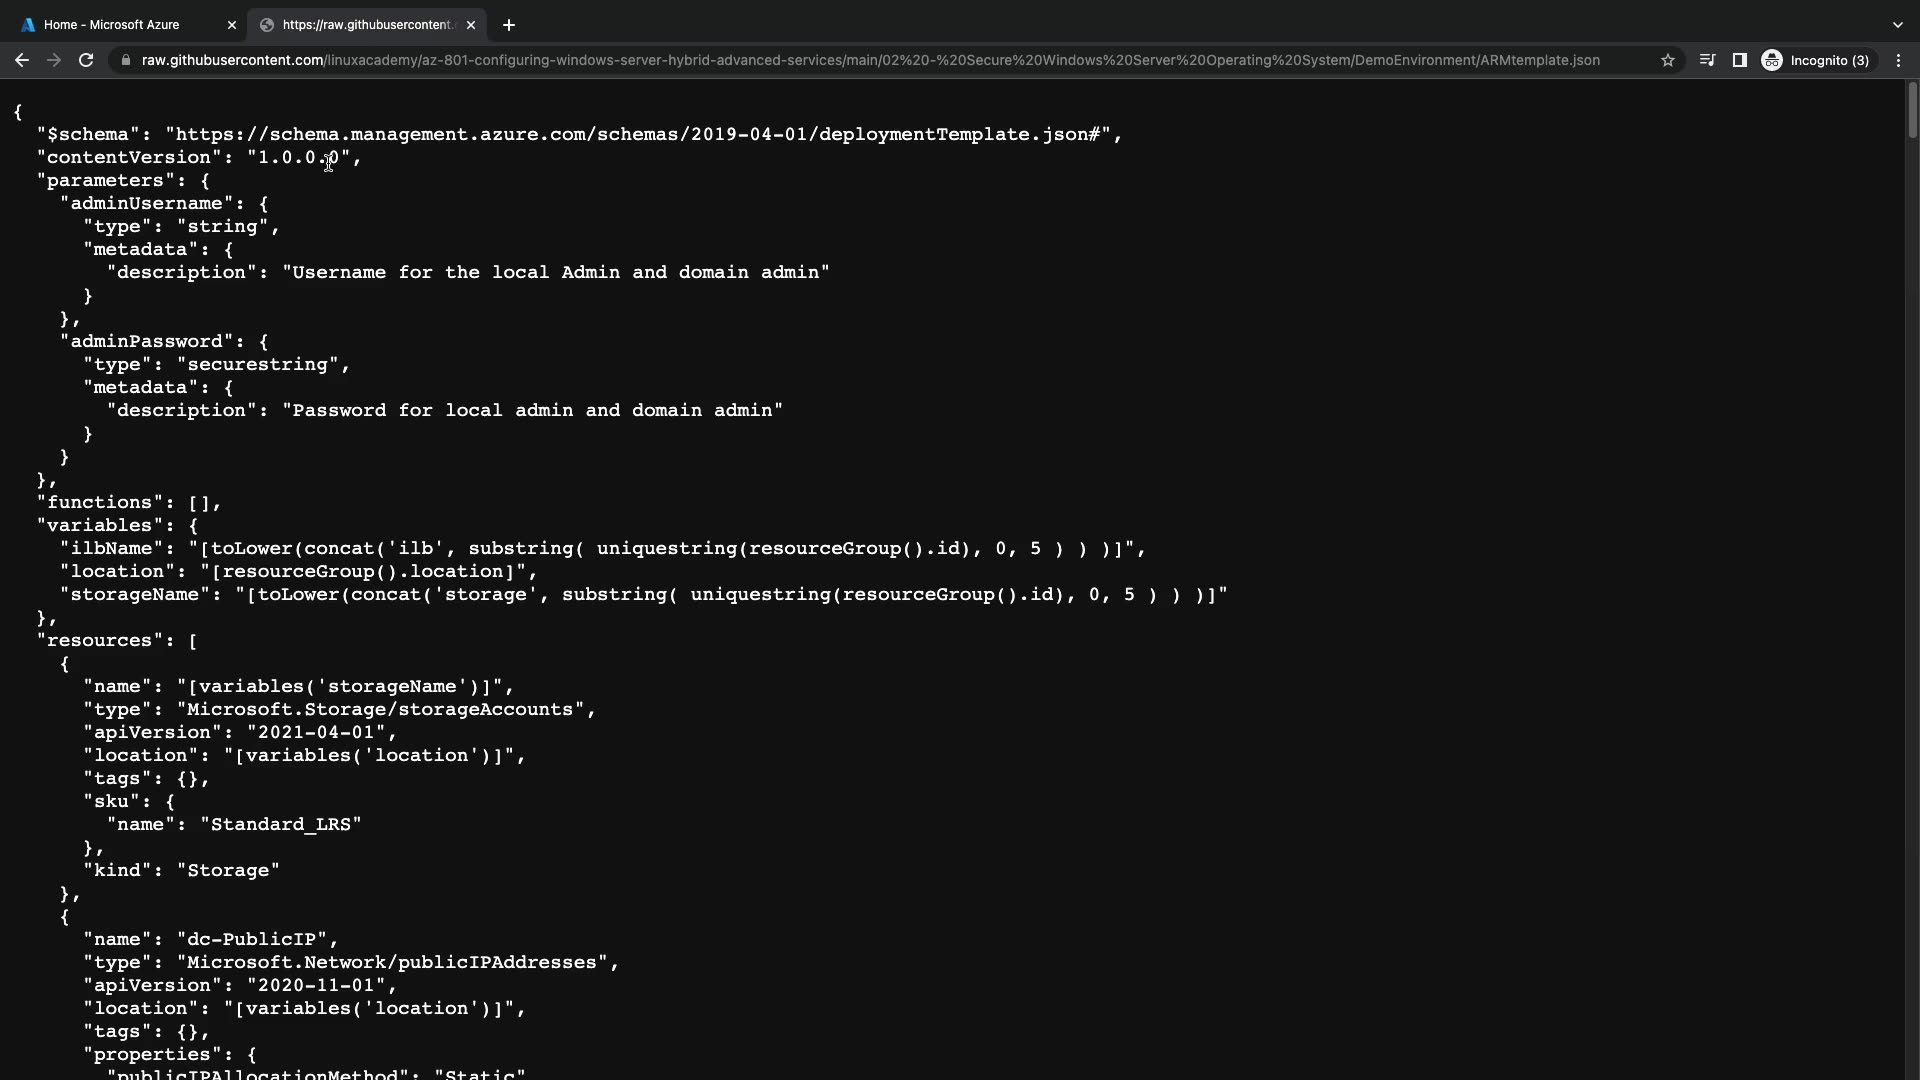 Home - Microsoft Azure
https://raw.githubusercontent.
raw.githubusercontent.com/linuxacademy/az-801-configuring-windows-server-hybrid-advanced-services/main/02%20-%20Secure%20Windows%20Server%20Operating%20System/DemoEnvironment/ARMtemplate.json
Incognito (3)
{
  "$schema": "https://schema.management.azure.com/schemas/2019-04-01/deploymentTemplate.json#",
  "contentVersion": "1.0.0.0",
  "parameters": {
    "adminUsername": {
      "type": "string",
      "metadata": {
        "description": "Username for the local Admin and domain admin"
      }
    },
    "adminPassword": {
      "type": "securestring",
      "metadata": {
        "description": "Password for local admin and domain admin"
      }
    }
  },
  "functions": [],
  "variables": {
    "ilbName": "[toLower(concat('ilb', substring( uniquestring(resourceGroup().id), 0, 5 ) ) )]",
    "location": "[resourceGroup().location]",
    "storageName": "[toLower(concat('storage', substring( uniquestring(resourceGroup().id), 0, 5 ) ) )]"
  },
  "resources": [
    {
      "name": "[variables('storageName')]",
      "type": "Microsoft.Storage/storageAccounts",
      "apiVersion": "2021-04-01",
      "location": "[variables('location')]",
      "tags": {},
      "sku": {
        "name": "Standard_LRS"
      },
      "kind": "Storage"
    },
    {
      "name": "dc-PublicIP",
      "type": "Microsoft.Network/publicIPAddresses",
      "apiVersion": "2020-11-01",
      "location": "[variables('location')]",
      "tags": {},
      "properties": {
        "publicIPAllocationMethod": "Static"